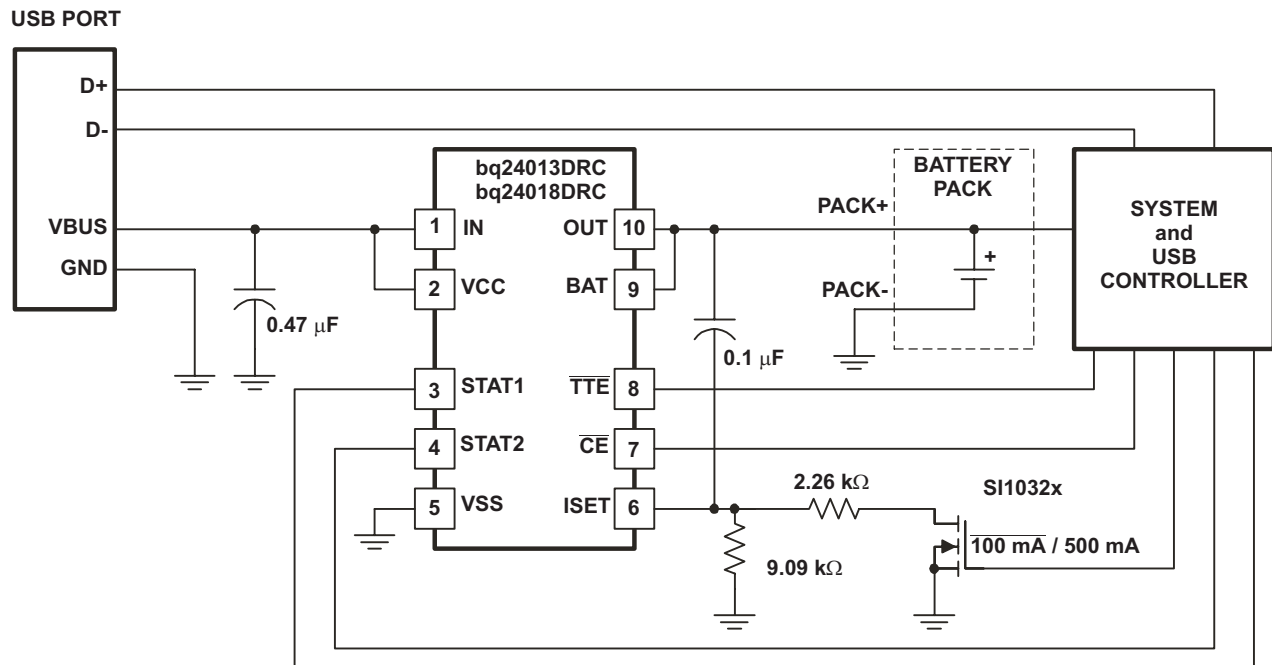 USB PORT
D+
D-
VBUS
GND
0.47 μF
bq24013DRC
bq24018DRC
1 IN
2 VCC
3 STAT1
4 STAT2
5 VSS
OUT 10
BAT 9
TTE 8
CE 7
ISET 6
0.1 μF
PACK+
PACK-
BATTERY
PACK
+
SYSTEM
and
USB
CONTROLLER
2.26 kΩ
9.09 kΩ
SI1032x
100 mA / 500 mA